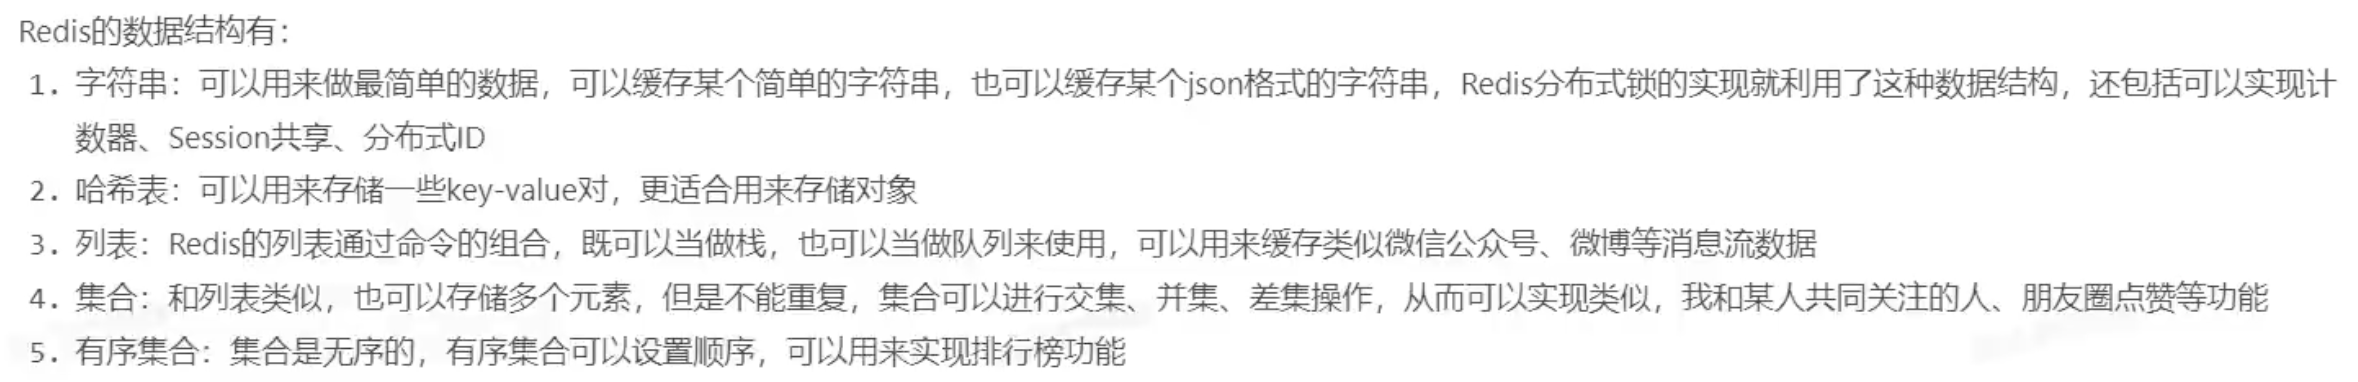 Redis的数据结构有：
1. 字符串：可以用来做最简单的数据，可以缓存某个简单的字符串，也可以缓存某个json格式的字符串，Redis分布式锁的实现就利用了这种数据结构，还包括可以实现计
数器、Session共享、分布式ID
2. 哈希表：可以用来存储一些key-value对，更适合用来存储对象
3. 列表：Redis的列表通过命令的组合，既可以当做栈，也可以当做队列来使用，可以用来缓存类似微信公众号、微博等消息流数据
4. 集合：和列表类似，也可以存储多个元素，但是不能重复，集合可以进行交集、并集、差集操作，从而可以实现类似，我和某人共同关注的人、朋友圈点赞等功能
5. 有序集合：集合是无序的，有序集合可以设置顺序，可以用来实现排行榜功能